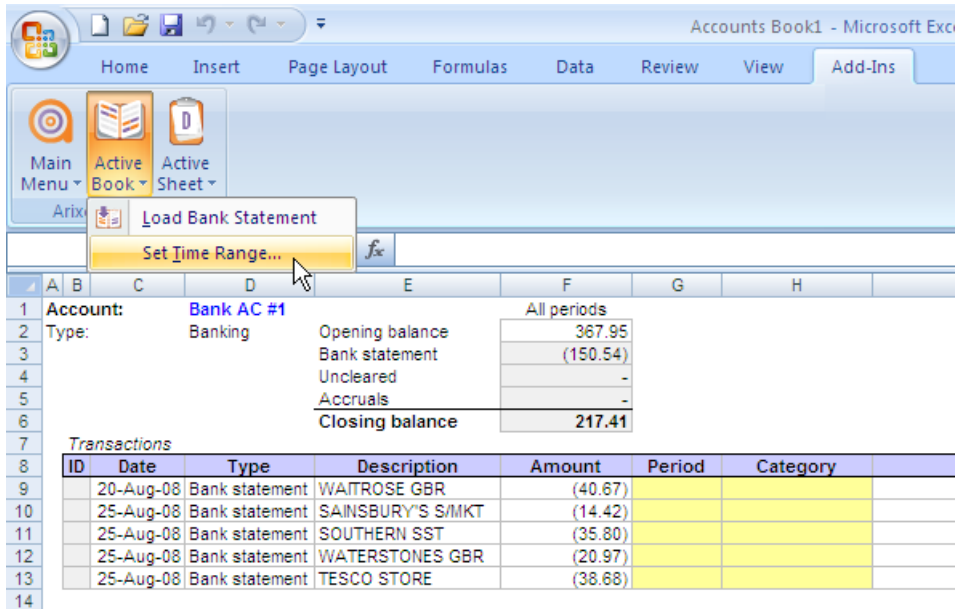 Accounts Book1 - Microsoft Exc
Home Insert Page Layout Formulas Data Review View Add-Ins
Main Menu Active Book Active Sheet
D
Load Bank Statement
Set Time Range...
fx
A B C D E F G H
1 Account: Bank AC #1 All periods
2 Type: Banking Opening balance 367.95
3 Bank statement (150.54)
4 Uncleared -
5 Accruals -
6 Closing balance 217.41
7 Transactions
8 ID Date Type Description Amount Period Category
9 20-Aug-08 Bank statement WAITROSE GBR (40.67)
10 25-Aug-08 Bank statement SAINSBURY'S S/MKT (14.42)
11 25-Aug-08 Bank statement SOUTHERN SST (35.80)
12 25-Aug-08 Bank statement WATERSTONES GBR (20.97)
13 25-Aug-08 Bank statement TESCO STORE (38.68)
14